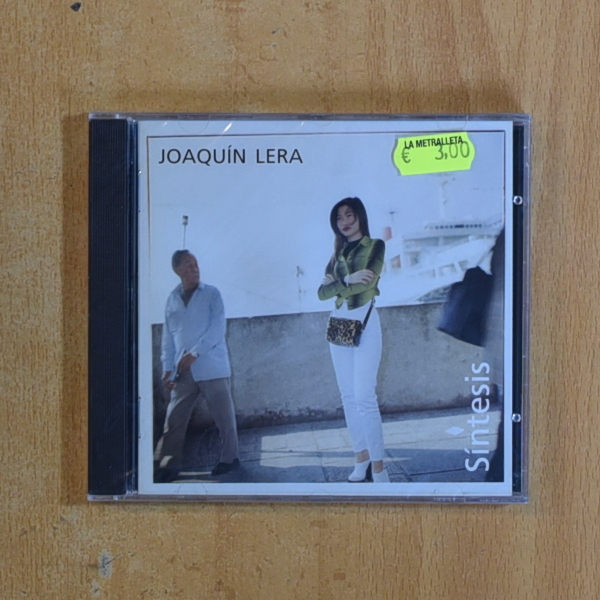 JOAQUÍN LERA
LA METRALLETA
€ 3,00
Síntesis